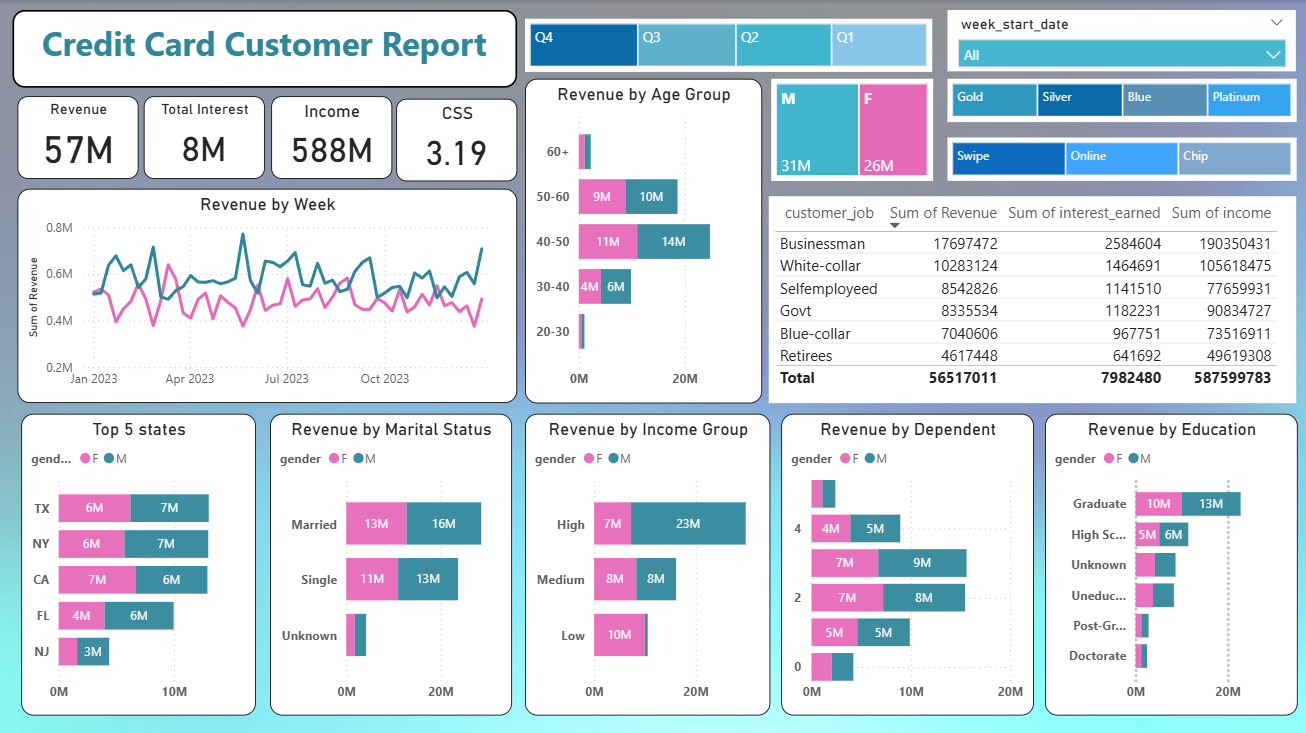 Credit Card Customer Report
Q4 Q3 Q2 Q1
week_start_date
All
Revenue
57M
Total Interest
8M
Income
588M
CSS
3.19
Revenue by Age Group
60+
50-60 9M 10M
40-50 11M 14M
30-40 4M 6M
20-30
0M 20M
M F
31M 26M
Gold Silver Blue Platinum
Swipe Online Chip
Revenue by Week
Sum of Revenue
0.8M
0.6M
0.4M
0.2M
Jan 2023 Apr 2023 Jul 2023 Oct 2023
customer_job Sum of Revenue Sum of interest_earned Sum of income
Businessman 17697472 2584604 190350431
White-collar 10283124 1464691 105618475
Selfemployeed 8542826 1141510 77659931
Govt 8335534 1182231 90834727
Blue-collar 7040606 967751 73516911
Retirees 4617448 641692 49619308
Total 56517011 7982480 587599783
Top 5 states
gend... F M
TX 6M 7M
NY 6M 7M
CA 7M 6M
FL 4M 6M
NJ 3M
0M 10M
Revenue by Marital Status
gender F M
Married 13M 16M
Single 11M 13M
Unknown
0M 20M
Revenue by Income Group
gender F M
High 7M 23M
Medium 8M 8M
Low 10M
0M 20M
Revenue by Dependent
gender F M
4 4M 5M
7M 9M
2 7M 8M
5M 5M
0
0M 10M 20M
Revenue by Education
gender F M
Graduate 10M 13M
High Sc... 5M 6M
Unknown
Uneduc...
Post-Gr...
Doctorate
0M 20M